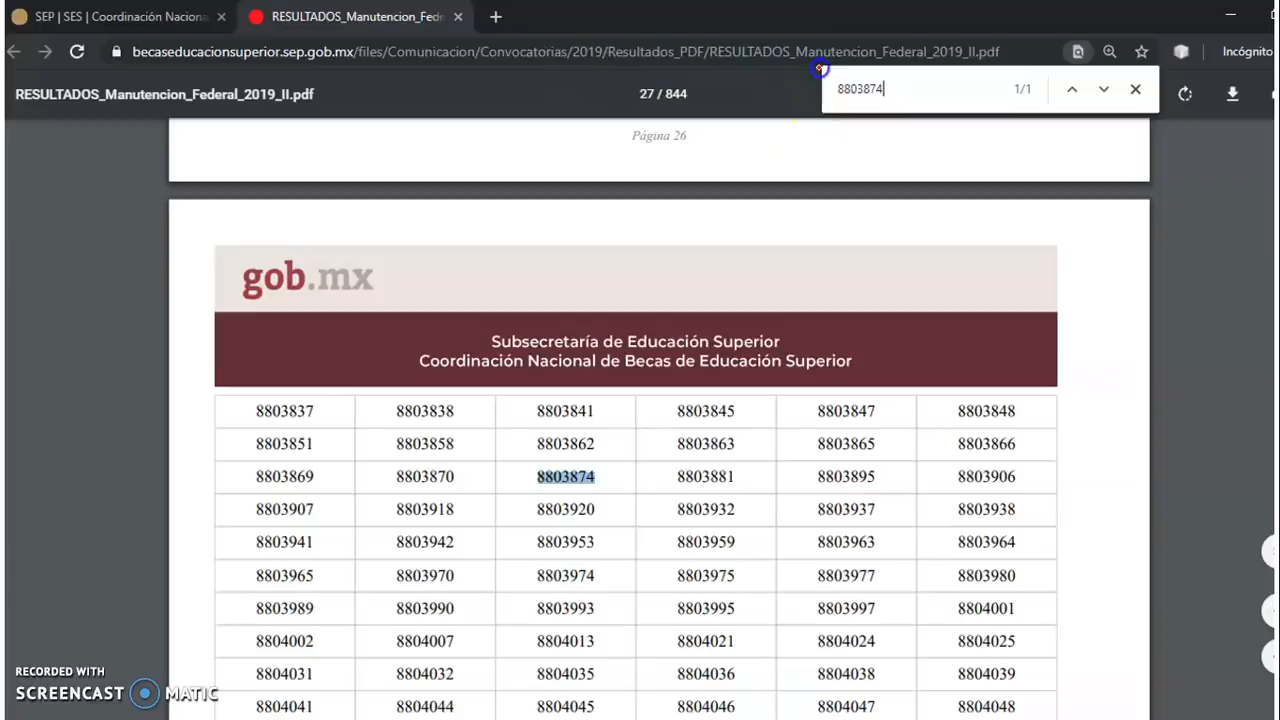 SEP | SES | Coordinación Naciona
RESULTADOS_Manutencion_Fede
becaseducacionsuperior.sep.gob.mx/files/Comunicacion/Convocatorias/2019/Resultados_PDF/RESULTADOS_Manutencion_Federal_2019_II.pdf
Incógnito
RESULTADOS_Manutencion_Federal_2019_II.pdf
27 / 844
8803874
1/1
Página 26
gob.mx
Subsecretaría de Educación Superior
Coordinación Nacional de Becas de Educación Superior
8803837 8803838 8803841 8803845 8803847 8803848
8803851 8803858 8803862 8803863 8803865 8803866
8803869 8803870 8803874 8803881 8803895 8803906
8803907 8803918 8803920 8803932 8803937 8803938
8803941 8803942 8803953 8803959 8803963 8803964
8803965 8803970 8803974 8803975 8803977 8803980
8803989 8803990 8803993 8803995 8803997 8804001
8804002 8804007 8804013 8804021 8804024 8804025
8804031 8804032 8804035 8804036 8804038 8804039
8804041 8804044 8804045 8804046 8804047 8804048
RECORDED WITH
SCREENCAST MATIC